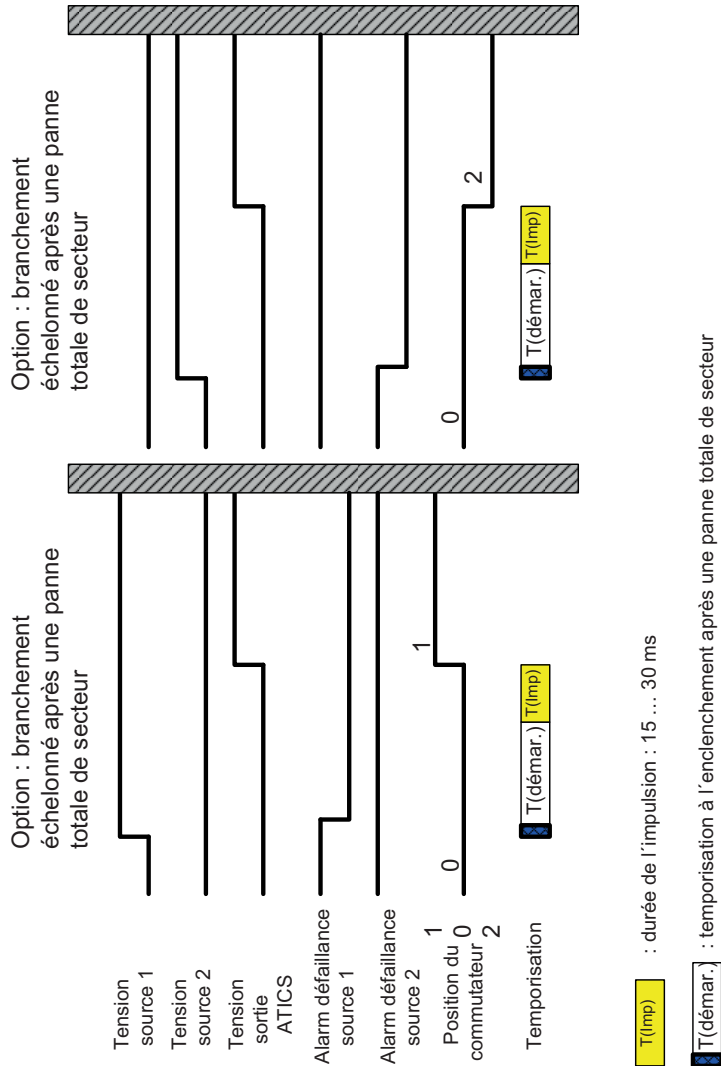 Option : branchement
échelonné après une panne
totale de secteur
Option : branchement
échelonné après une panne
totale de secteur
Tension
source 1
Tension
source 2
Tension
sortie
ATICS
Alarm défaillance
source 1
Alarm défaillance
source 2
Position du
commutateur
1
0
2
0
1
0
2
Temporisation
T(démar.)
T(Imp)
T(démar.)
T(Imp)
T(Imp)
: durée de l´impulsion : 15 ... 30 ms
T(démar.)
: temporisation à l´enclenchement après une panne totale de secteur